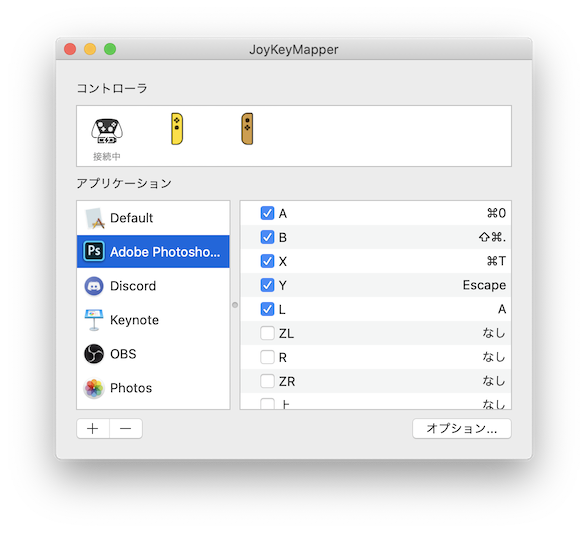 JoyKeyMapper
コントローラ
接続中
アプリケーション
Default
Ps Adobe Photosho...
Discord
Keynote
OBS
Photos
A ⌘0
B ⇧⌘.
X ⌘T
Y Escape
L A
ZL なし
R なし
ZR なし
上 なし
+ −
オプション...